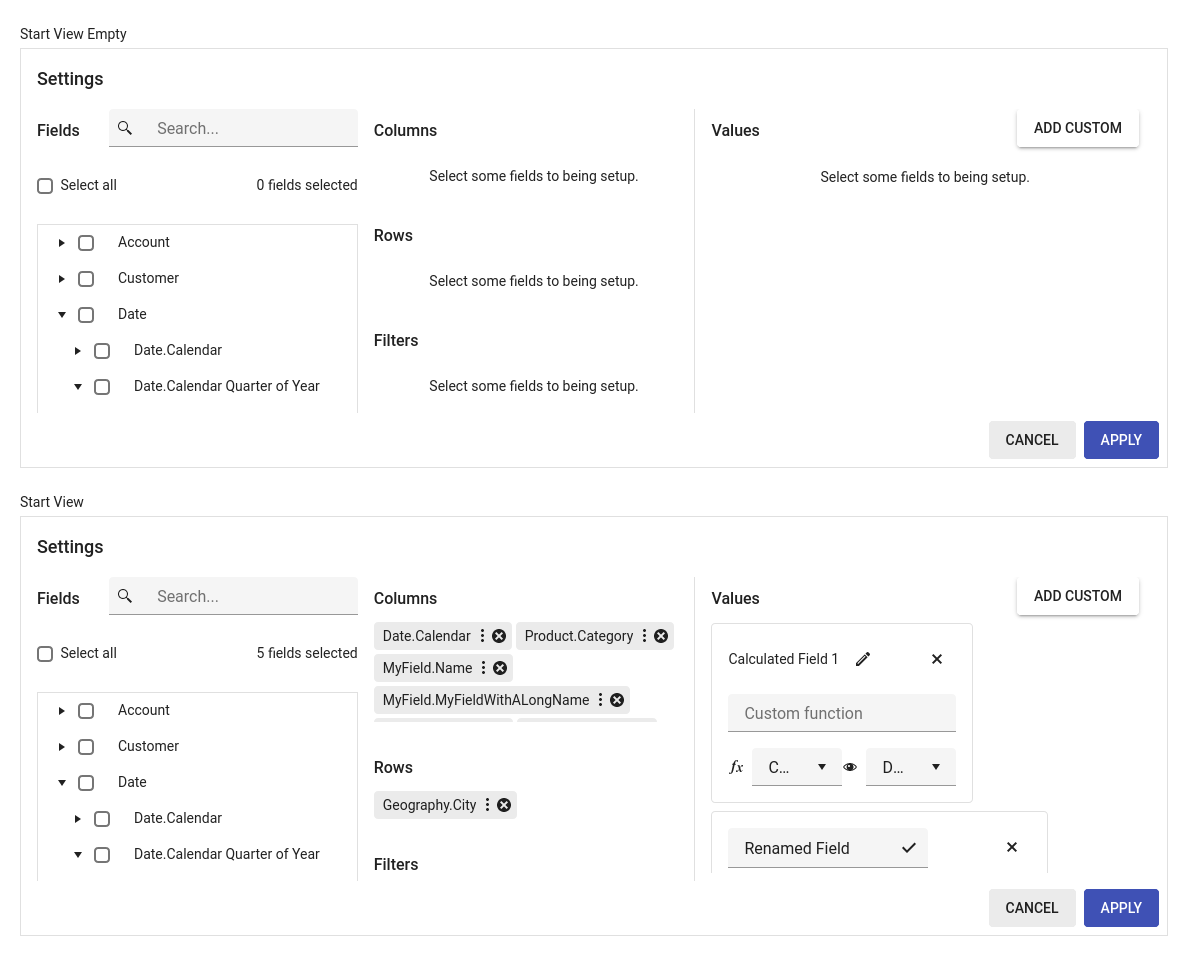 Start View Empty
Settings
Fields
Search...
Select all
0 fields selected
Account
Customer
Date
Date.Calendar
Date.Calendar Quarter of Year
Columns
Select some fields to being setup.
Rows
Select some fields to being setup.
Filters
Select some fields to being setup.
Values
ADD CUSTOM
Select some fields to being setup.
CANCEL
APPLY
Start View
Settings
Fields
Search...
Select all
5 fields selected
Account
Customer
Date
Date.Calendar
Date.Calendar Quarter of Year
Columns
Date.Calendar
Product.Category
MyField.Name
MyField.MyFieldWithALongName
Rows
Geography.City
Filters
Values
ADD CUSTOM
Calculated Field 1
Custom function
fx
C...
D...
Renamed Field
CANCEL
APPLY